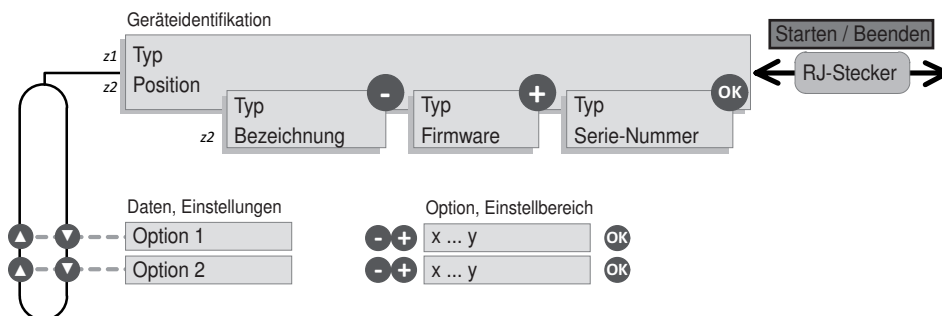 Geräteidentifikation
Starten / Beenden
z1 Typ
z2 Position
RJ-Stecker
-
+
OK
Typ
Typ
Typ
z2 Bezeichnung
Firmware
Serie-Nummer
Daten, Einstellungen
Option, Einstellbereich
▲ ▼ Option 1
- + x ... y OK
▲ ▼ Option 2
- + x ... y OK